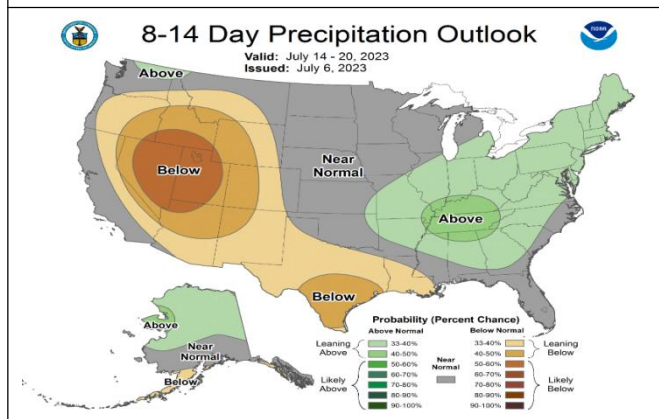 8-14 Day Precipitation Outlook
Valid: July 14 - 20, 2023
Issued: July 6, 2023
NOAA
Above
Below
Near
Normal
Above
Below
Above
Near
Normal
Below
Probability (Percent Chance)
Above Normal
Below Normal
Leaning
Above
33-40%
40-50%
Likely
Above
50-60%
60-70%
70-80%
80-90%
90-100%
Near
Normal
33-40%
40-50%
Leaning
Below
50-60%
60-70%
70-80%
80-90%
90-100%
Likely
Below